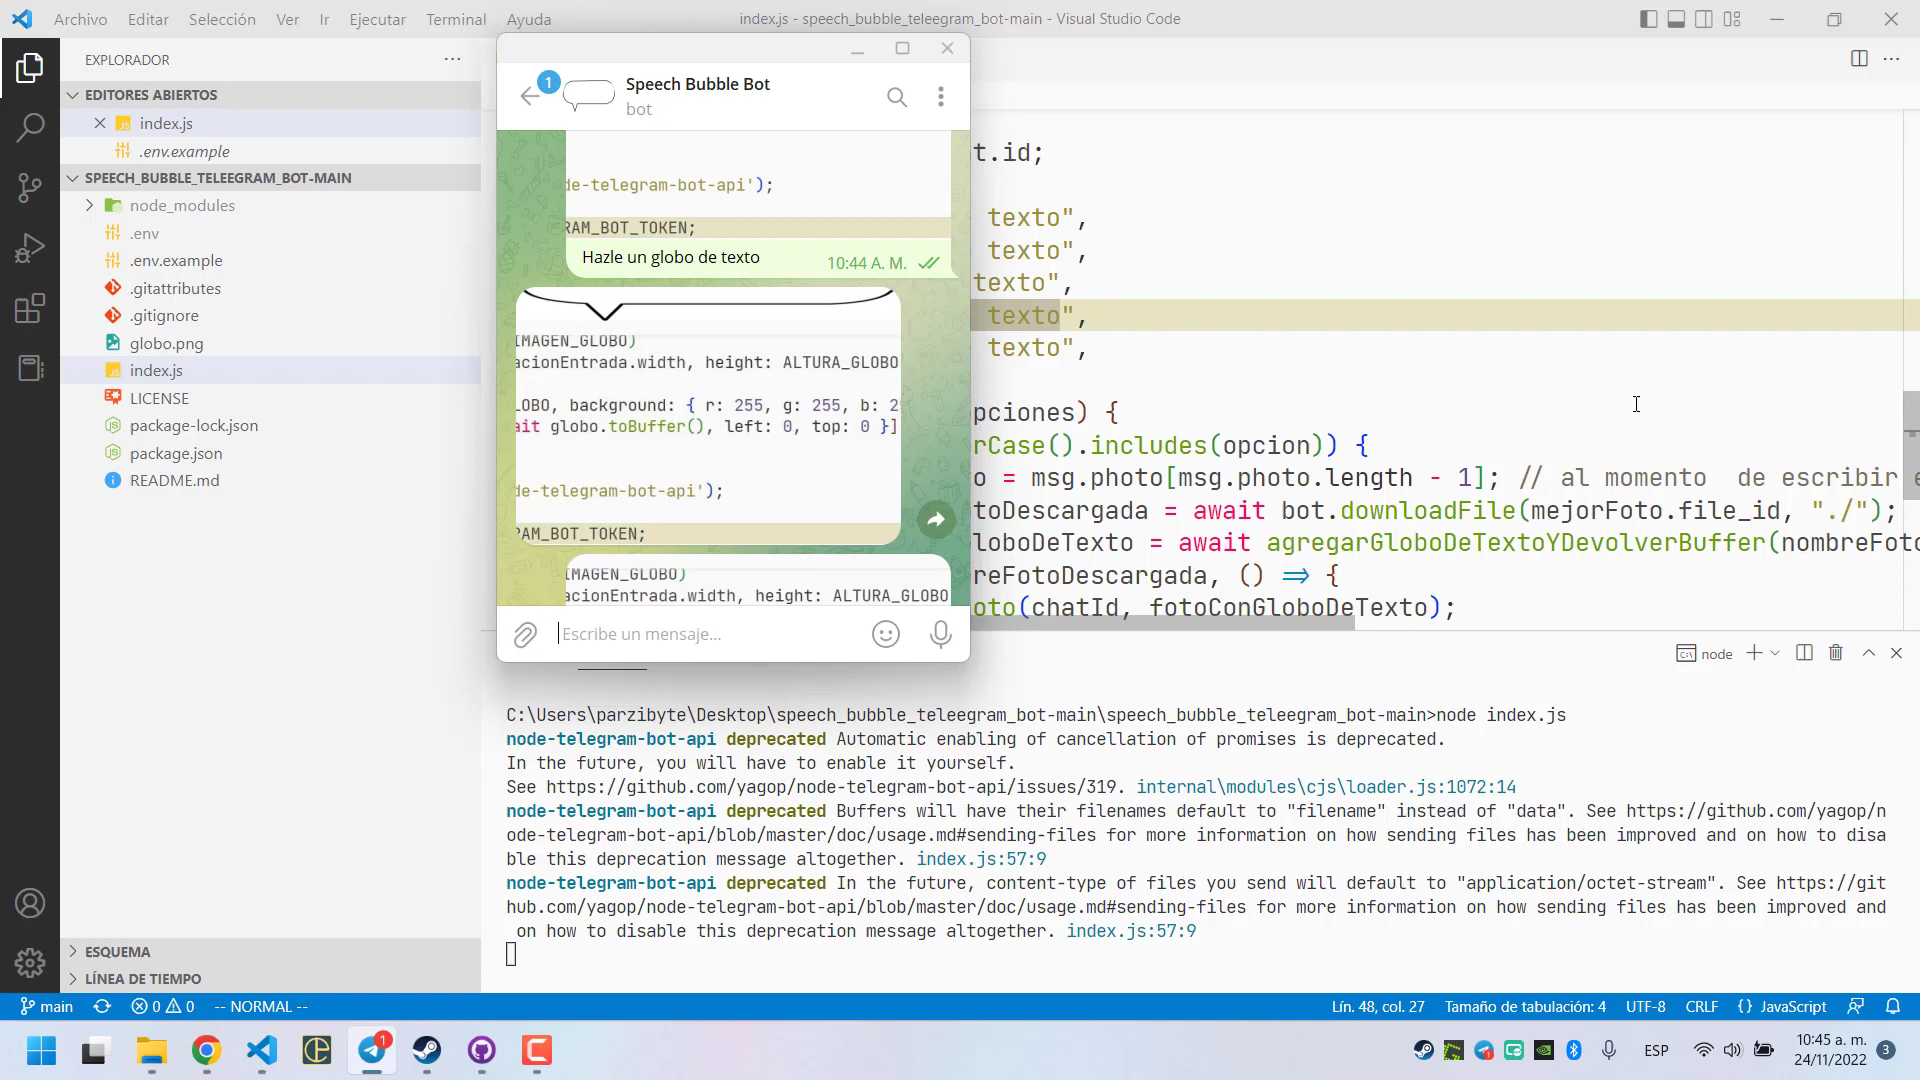 Archivo Editar Selección Ver Ir Ejecutar Terminal Ayuda
index.js - speech_bubble_teleegram_bot-main - Visual Studio Code
EXPLORADOR
EDITORES ABIERTOS
index.js
.env.example
SPEECH_BUBBLE_TELEEGRAM_BOT-MAIN
node_modules
.env
.env.example
.gitattributes
.gitignore
globo.png
index.js
LICENSE
package-lock.json
package.json
README.md
ESQUEMA
LÍNEA DE TIEMPO
1
Speech Bubble Bot
bot
de-telegram-bot-api');
RAM_BOT_TOKEN;
Hazle un globo de texto
10:44 A. M.
IMAGEN_GLOBO)
acionEntrada.width, height: ALTURA_GLOBO
LOBO, background: { r: 255, g: 255, b: 2
ait globo.toBuffer(), left: 0, top: 0 }]
de-telegram-bot-api');
RAM_BOT_TOKEN;
IMAGEN_GLOBO)
acionEntrada.width, height: ALTURA_GLOBO
Escribe un mensaje...
t.id;
texto",
texto",
texto",
texto",
texto",
pciones) {
rCase().includes(opcion)) {
o = msg.photo[msg.photo.length - 1]; // al momento  de escribir e
toDescargada = await bot.downloadFile(mejorFoto.file_id, "./");
loboDeTexto = await agregarGloboDeTextoYDevolverBuffer(nombreFoto
reFotoDescargada, () => {
oto(chatId, fotoConGloboDeTexto);
node
C:\Users\parzibyte\Desktop\speech_bubble_teleegram_bot-main\speech_bubble_teleegram_bot-main>node index.js
node-telegram-bot-api deprecated Automatic enabling of cancellation of promises is deprecated.
In the future, you will have to enable it yourself.
See https://github.com/yagop/node-telegram-bot-api/issues/319. internal\modules\cjs\loader.js:1072:14
node-telegram-bot-api deprecated Buffers will have their filenames default to "filename" instead of "data". See https://github.com/yagop/n
ode-telegram-bot-api/blob/master/doc/usage.md#sending-files for more information on how sending files has been improved and on how to disa
ble this deprecation message altogether. index.js:57:9
node-telegram-bot-api deprecated In the future, content-type of files you send will default to "application/octet-stream". See https://git
hub.com/yagop/node-telegram-bot-api/blob/master/doc/usage.md#sending-files for more information on how sending files has been improved and
 on how to disable this deprecation message altogether. index.js:57:9
main 0 0 -- NORMAL --
Lín. 48, col. 27 Tamaño de tabulación: 4 UTF-8 CRLF {} JavaScript
1
ESP
10:45 a. m.
24/11/2022
3